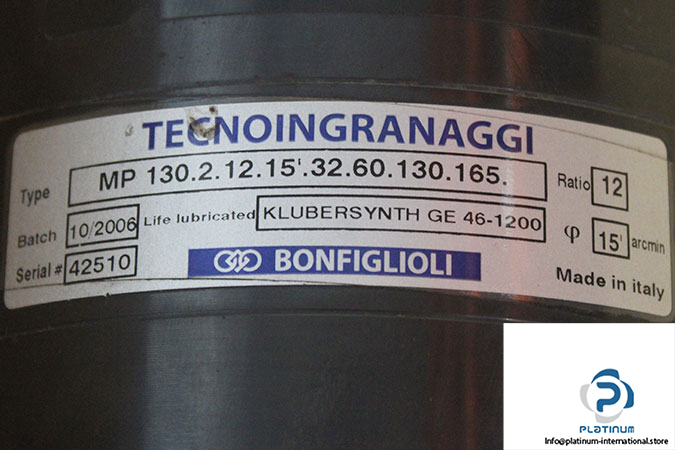 TECNOINGRANAGGI
Type MP 130.2.12.15'.32.60.130.165. Ratio 12
Batch 10/2006 Life lubricated KLUBERSYNTH GE 46-1200 φ 15' arcmin
Serial # 42510 BONFIGLIOLI Made in italy
PLATINUM
Info@platinum-international.store